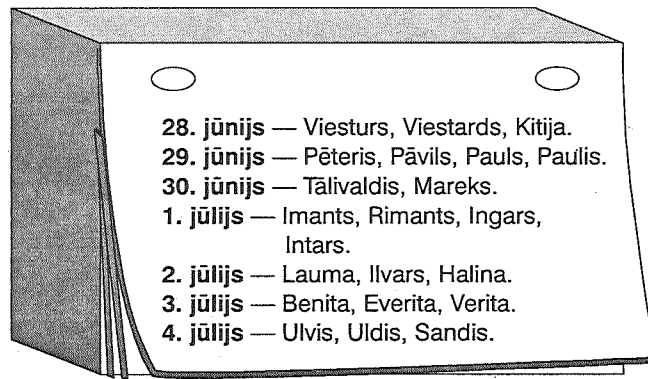 28. jūnijs — Viesturs, Viestards, Kitija.
29. jūnijs — Pēteris, Pāvils, Pauls, Paulis.
30. jūnijs — Tālivaldis, Mareks.
1. jūlijs — Imants, Rimants, Ingars,
Intars.
2. jūlijs — Lauma, Ilvars, Halina.
3. jūlijs — Benita, Everita, Verita.
4. jūlijs — Ulvis, Uldis, Sandis.